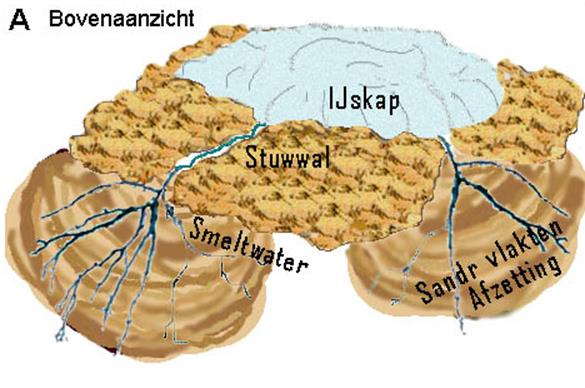 A Bovenaanzicht
IJskap
Stuwwal
Smeltwater
Sandr vlakten
Afzetting